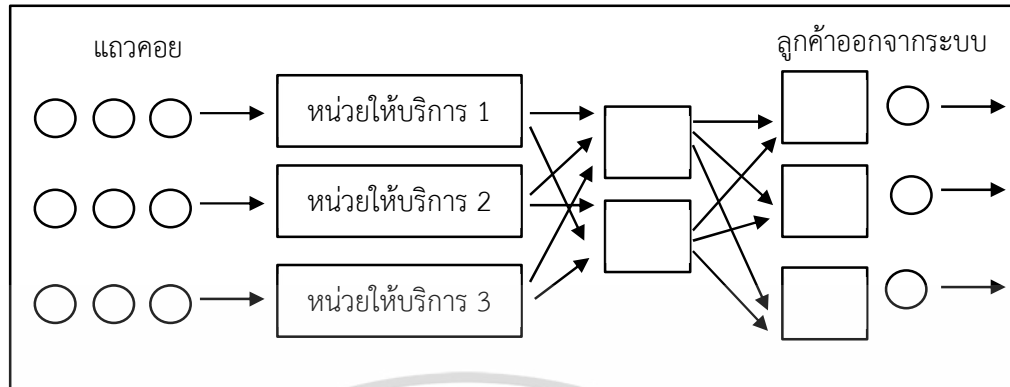 แถวคอย
ลูกค้าออกจากระบบ
หน่วยให้บริการ 1
หน่วยให้บริการ 2
หน่วยให้บริการ 3